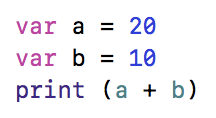 var a = 20
var b = 10
print (a + b)